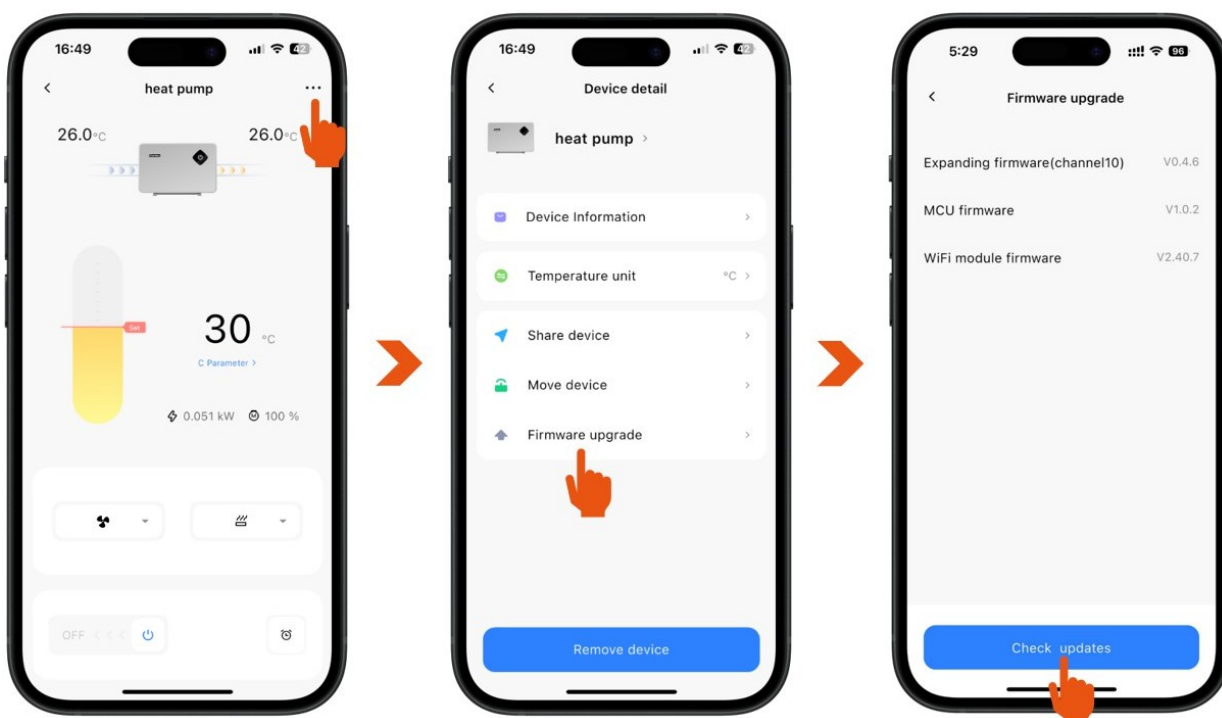 16:49
42
heat pump
26.0°C
26.0°C
Set
30 °C
C Parameter >
0.051 kW
100 %
OFF
16:49
42
Device detail
heat pump >
Device Information
Temperature unit °C >
Share device
Move device
Firmware upgrade
Remove device
5:29
96
Firmware upgrade
Expanding firmware(channel10) V0.4.6
MCU firmware V1.0.2
WiFi module firmware V2.40.7
Check updates